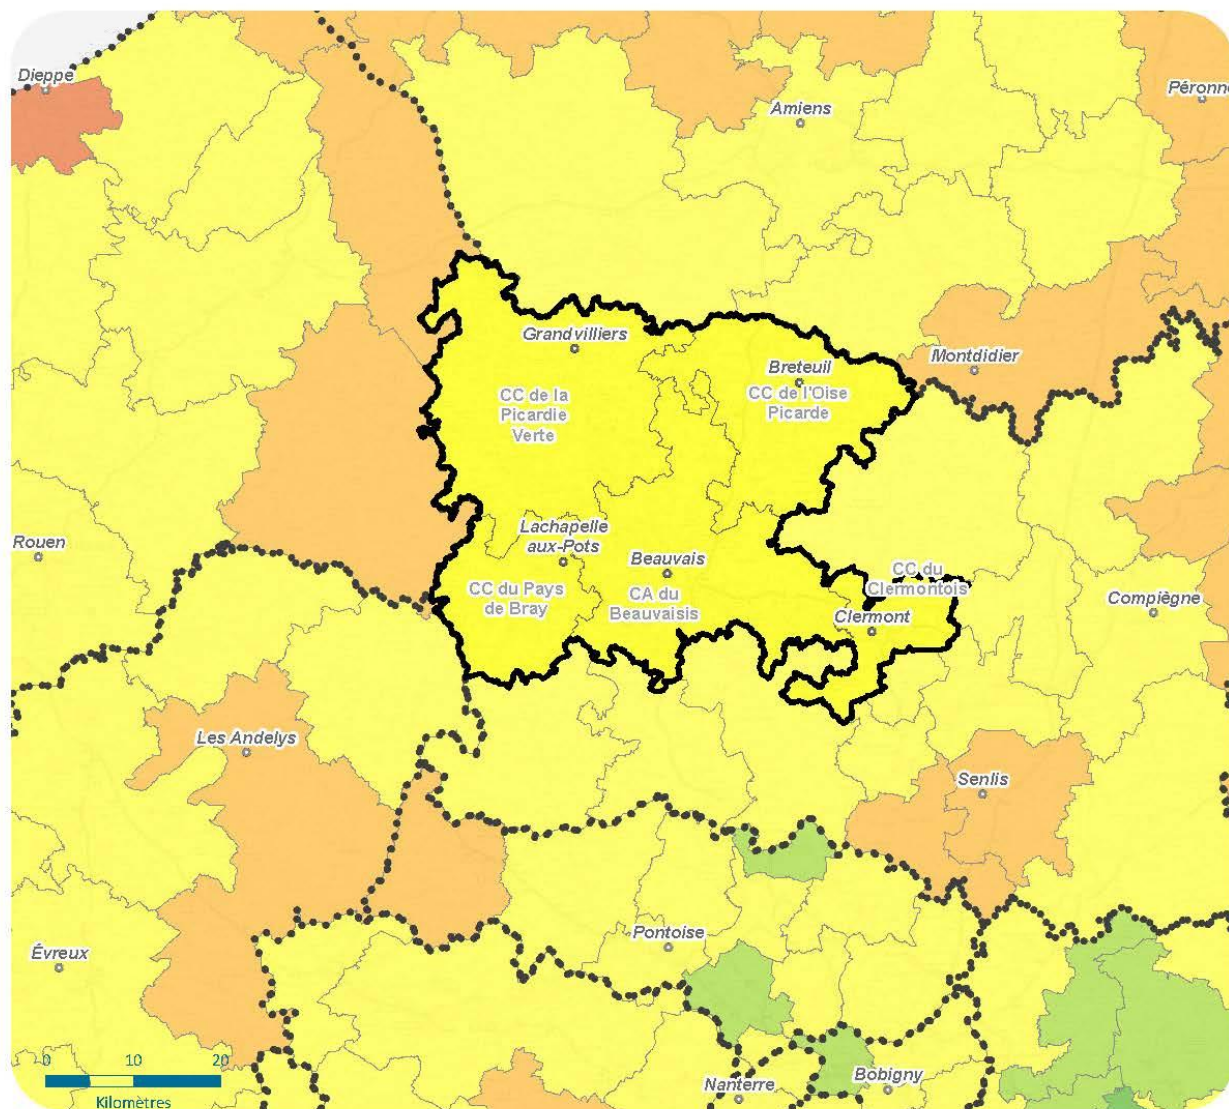 Dieppe
Péronne
Amiens
Grandvilliers
Montdidier
Breteuil
CC de la
Picardie
Verte
CC de l'Oise
Picarde
Rouen
Lachapelle
aux-Pots
Beauvais
CC du
Clermontois
CC du Pays
de Bray
CA du
Beauvaisis
Compiègne
Clermont
Les Andelys
Senlis
Pontoise
Évreux
0 10 20
Kilomètres
Nanterre
Bobigny